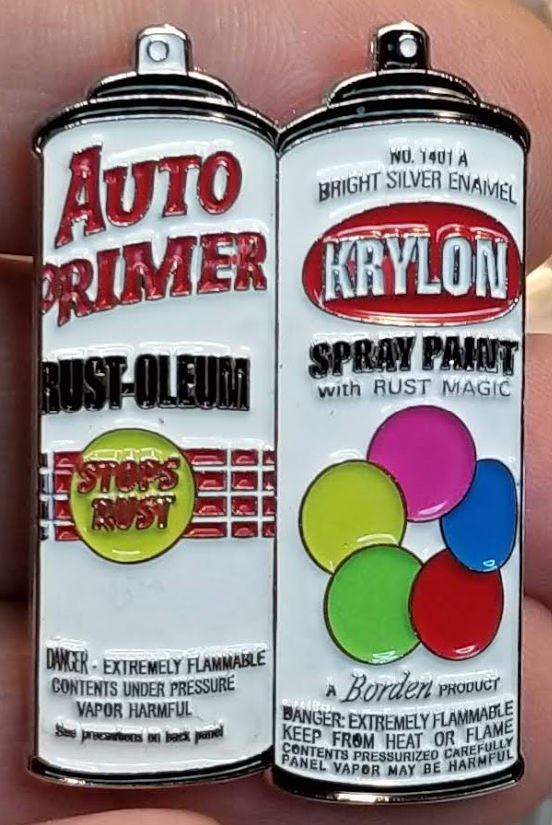 AUTO
PRIMER
RUST-OLEUM
STOPS
RUST
DANGER - EXTREMELY FLAMMABLE
CONTENTS UNDER PRESSURE
VAPOR HARMFUL
See precautions on back panel
NO. 1401 A
BRIGHT SILVER ENAMEL
KRYLON
SPRAY PAINT
with RUST MAGIC
A Borden PRODUCT
DANGER: EXTREMELY FLAMMABLE
KEEP FROM HEAT OR FLAME
CONTENTS PRESSURIZED CAREFULLY
PANEL VAPOR MAY BE HARMFUL